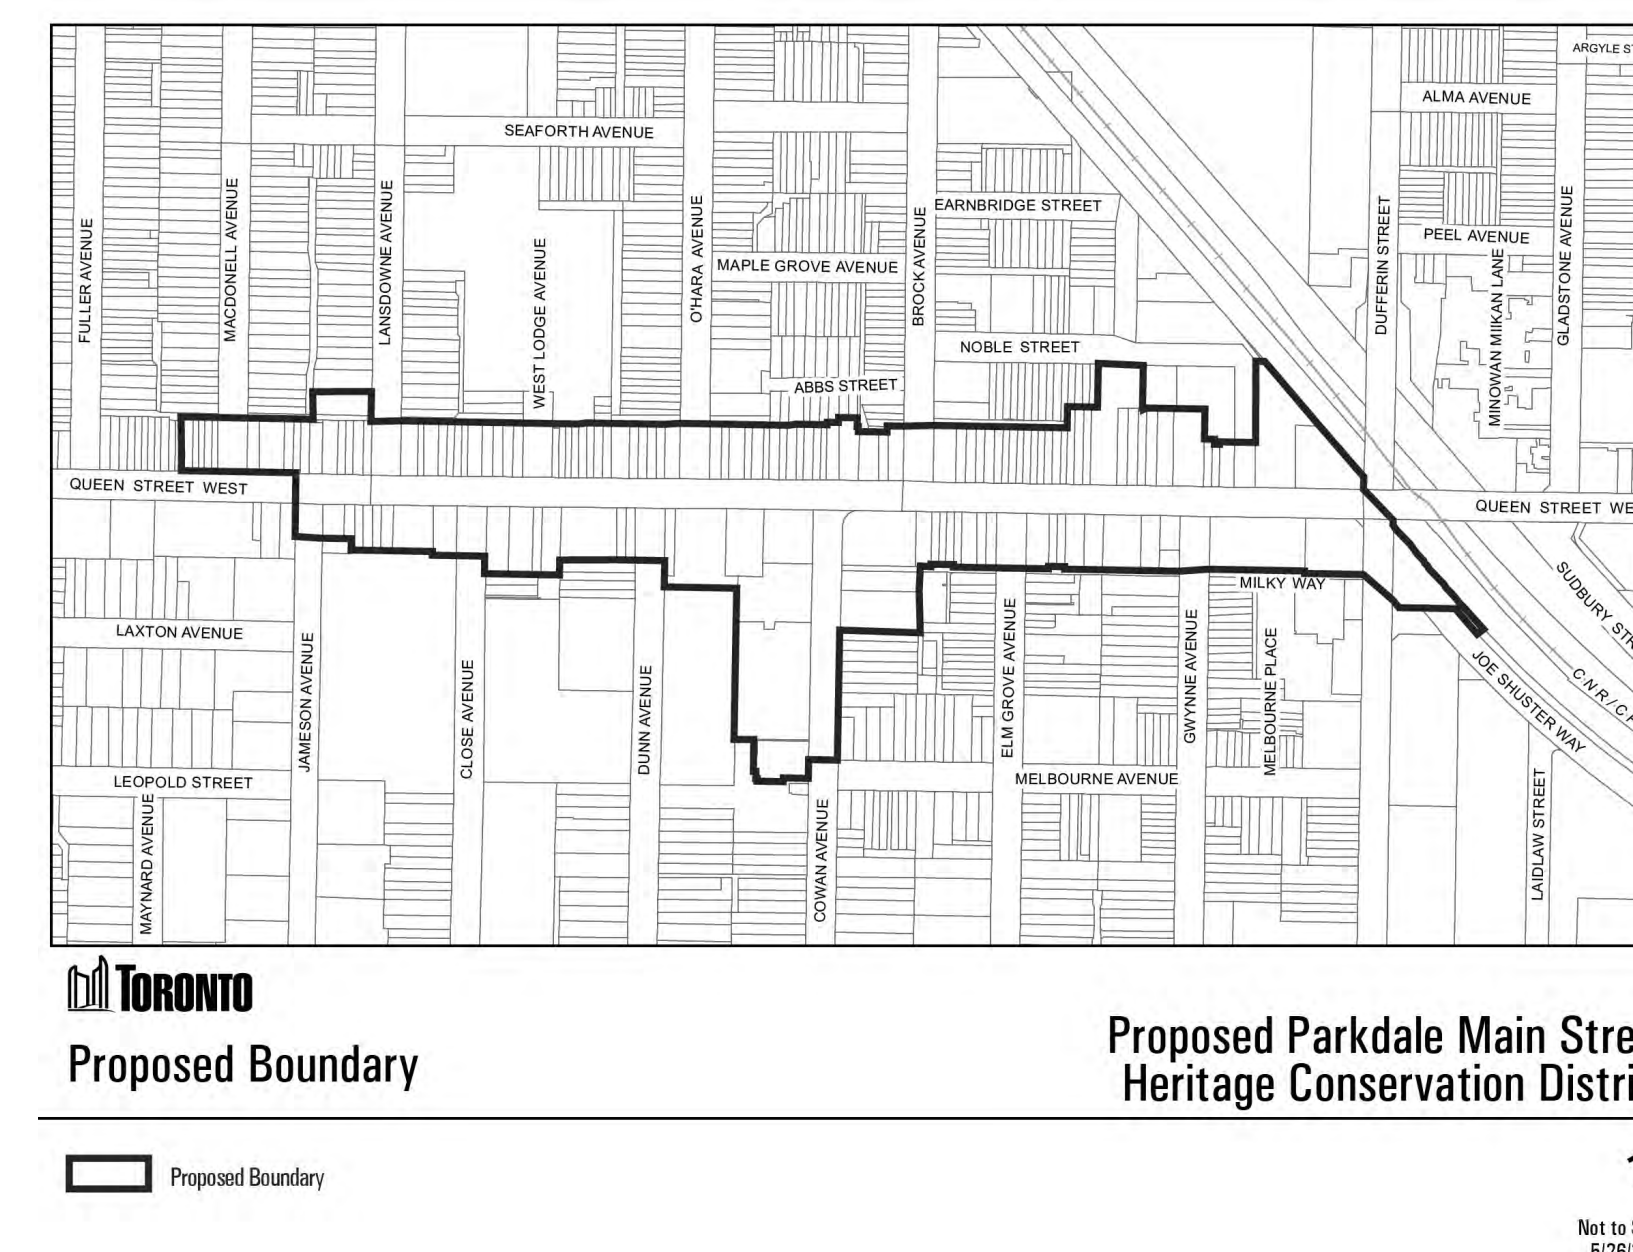 ARGYLE S
ALMA AVENUE
SEAFORTH AVENUE
FULLER AVENUE
MACDONELL AVENUE
LANSDOWNE AVENUE
WEST LODGE AVENUE
O'HARA AVENUE
EARNBRIDGE STREET
BROCK AVENUE
MAPLE GROVE AVENUE
DUFFERIN STREET
PEEL AVENUE
MINOWAN MIIKAN LANE
GLADSTONE AVENUE
NOBLE STREET
ABBS STREET
QUEEN STREET WEST
QUEEN STREET WE
MILKY WAY
SUDBURY STR
LAXTON AVENUE
JAMESON AVENUE
CLOSE AVENUE
DUNN AVENUE
ELM GROVE AVENUE
GWYNNE AVENUE
MELBOURNE PLACE
JOE SHUSTER WAY
C.N.R / C.P
LEOPOLD STREET
MELBOURNE AVENUE
MAYNARD AVENUE
COWAN AVENUE
LAIDLAW STREET
TORONTO
Proposed Boundary
Proposed Parkdale Main Stre
Heritage Conservation Distri
Proposed Boundary
Not to
5/26/